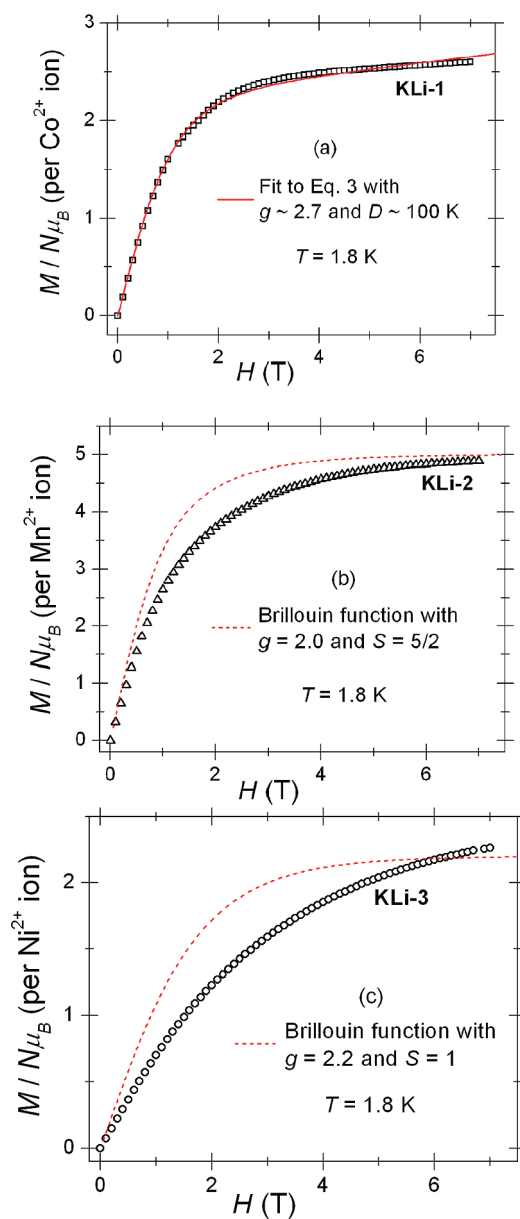 3
2
1
0
M / Nμ_B (per Co²⁺ ion)
KLi-1
(a)
Fit to Eq. 3 with
g ~ 2.7 and D ~ 100 K
T = 1.8 K
0 2 4 6
H (T)
5
4
3
2
1
0
M / Nμ_B (per Mn²⁺ ion)
KLi-2
(b)
Brillouin function with
g = 2.0 and S = 5/2
T = 1.8 K
0 2 4 6
H (T)
2
1
0
M / Nμ_B (per Ni²⁺ ion)
KLi-3
(c)
Brillouin function with
g = 2.2 and S = 1
T = 1.8 K
0 2 4 6
H (T)